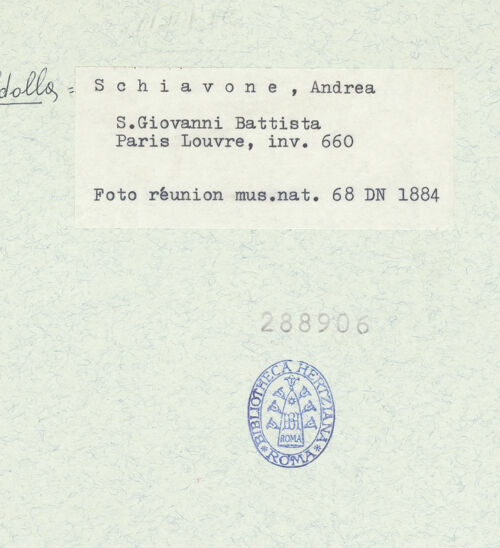 dolla =
S c h i a v o n e , Andrea
S.Giovanni Battista
Paris Louvre, inv. 660
Foto réunion mus.nat. 68 DN 1884
288906
BIBLIOTHECA HERTZIANA
BH
ROMA
* ROMA *